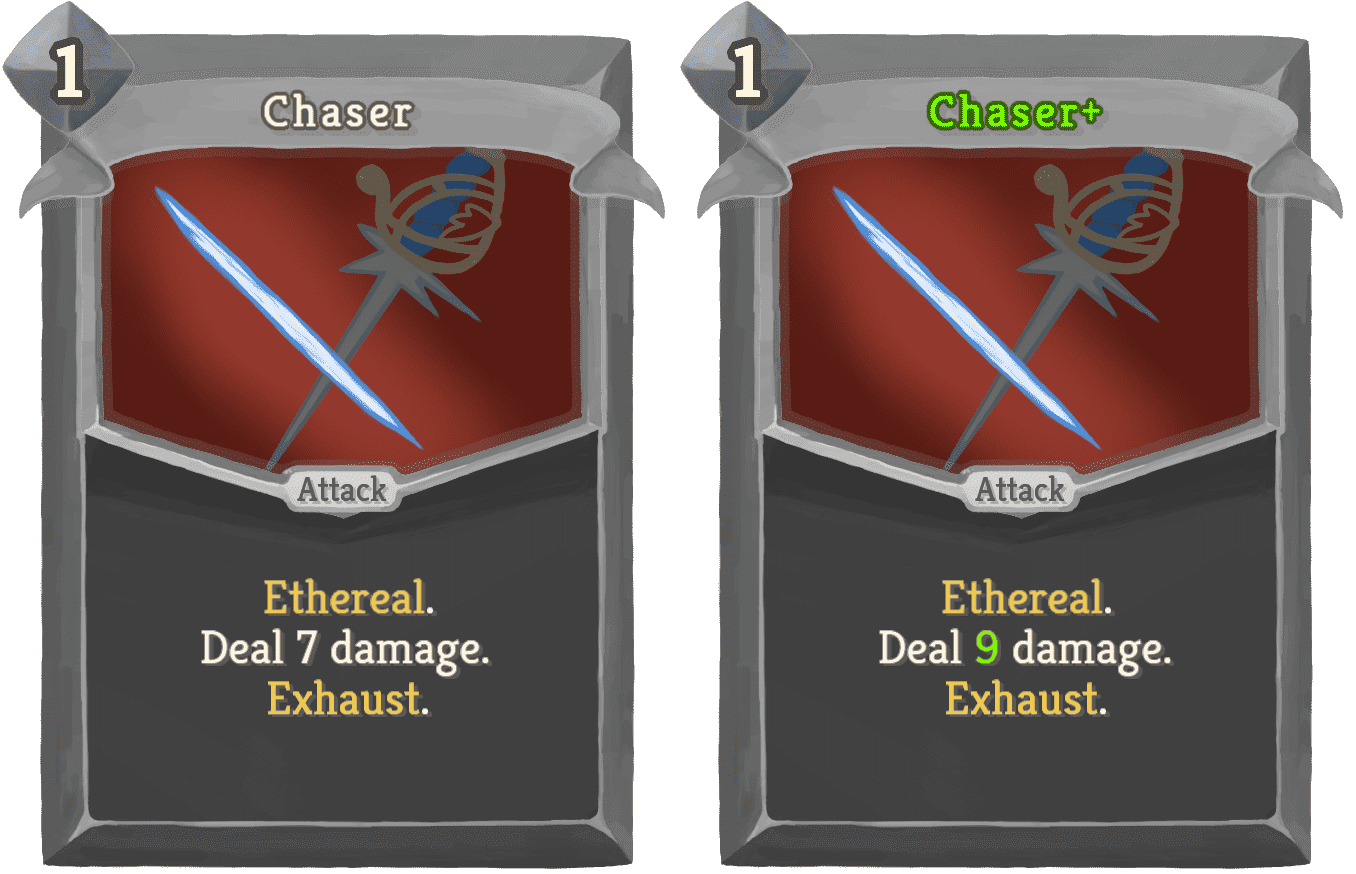 1
Chaser
Attack
Ethereal.
Deal 7 damage.
Exhaust.
1
Chaser+
Attack
Ethereal.
Deal 9 damage.
Exhaust.